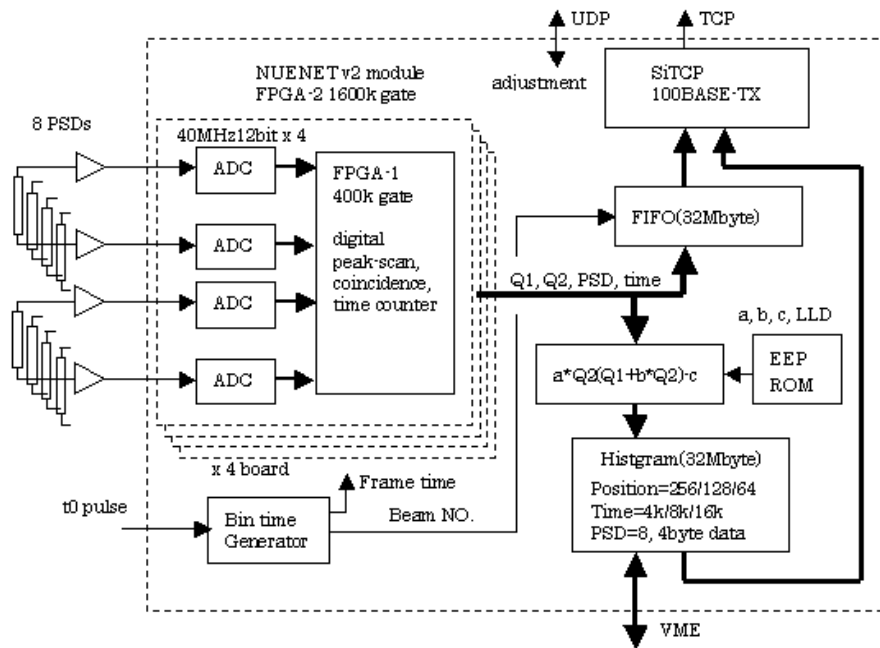 UDP
TCP
adjustment
NUENET v2 module
FPGA-2 1600k gate
SiTCP
100BASE-TX
8 PSDs
40MHz12bit x 4
ADC
FPGA-1
400k gate
digital
peak-scan,
coincidence,
time counter
ADC
ADC
ADC
FIFO(32Mbyte)
Q1, Q2, PSD, time
a, b, c, LLD
a*Q2(Q1+b*Q2)-c
EEP
ROM
x 4 board
Histgram(32Mbyte)
Position=256/128/64
Time=4k/8k/16k
PSD=8, 4byte data
Frame time
t0 pulse
Bin time
Generator
Beam NO.
VME